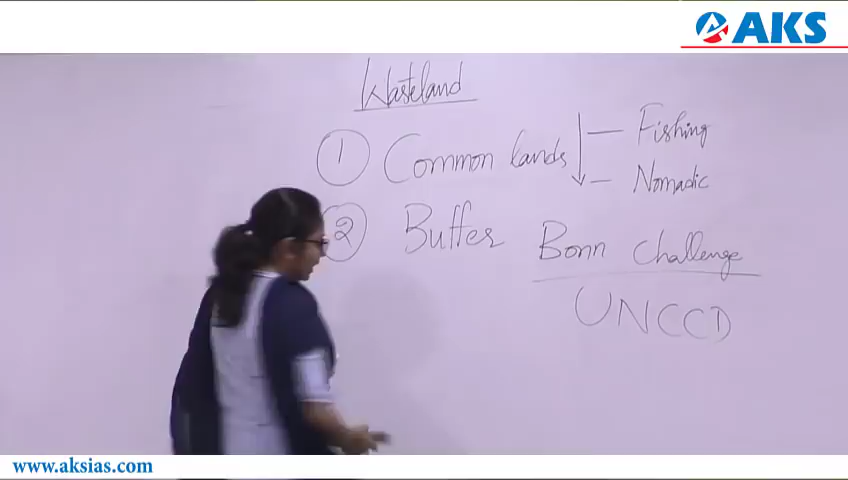 AKS
Wasteland
1 Common lands
Fishing
Nomadic
2 Buffer
Bonn Challenge
UNCCD
www.aksias.com